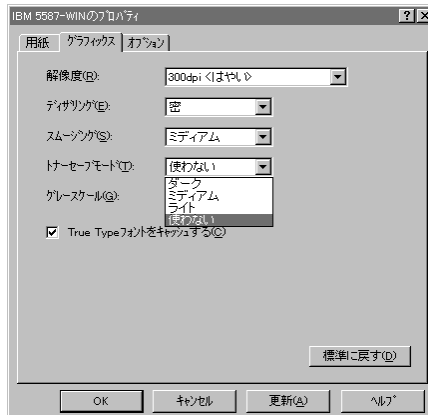 IBM 5587-WINのﾌﾟﾛﾊﾟﾃｨ
用紙 ｸﾞﾗﾌｨｯｸｽ ｵﾌﾟｼｮﾝ
解像度(R): 300dpi <はやい>
ﾃﾞｨｻﾞﾘﾝｸﾞ(E): 密
ｽﾑｰｼﾞﾝｸﾞ(S): ミディアム
ﾄﾅｰｾｰﾌﾞﾓｰﾄﾞ(T): 使わない
ダーク
ミディアム
ｸﾞﾚｰｽｹｰﾙ(G): ライト
使わない
True Typeﾌｫﾝﾄをｷｬｯｼｭする(C)
標準に戻す(D)
OK ｷｬﾝｾﾙ 更新(A) ﾍﾙﾌﾟ